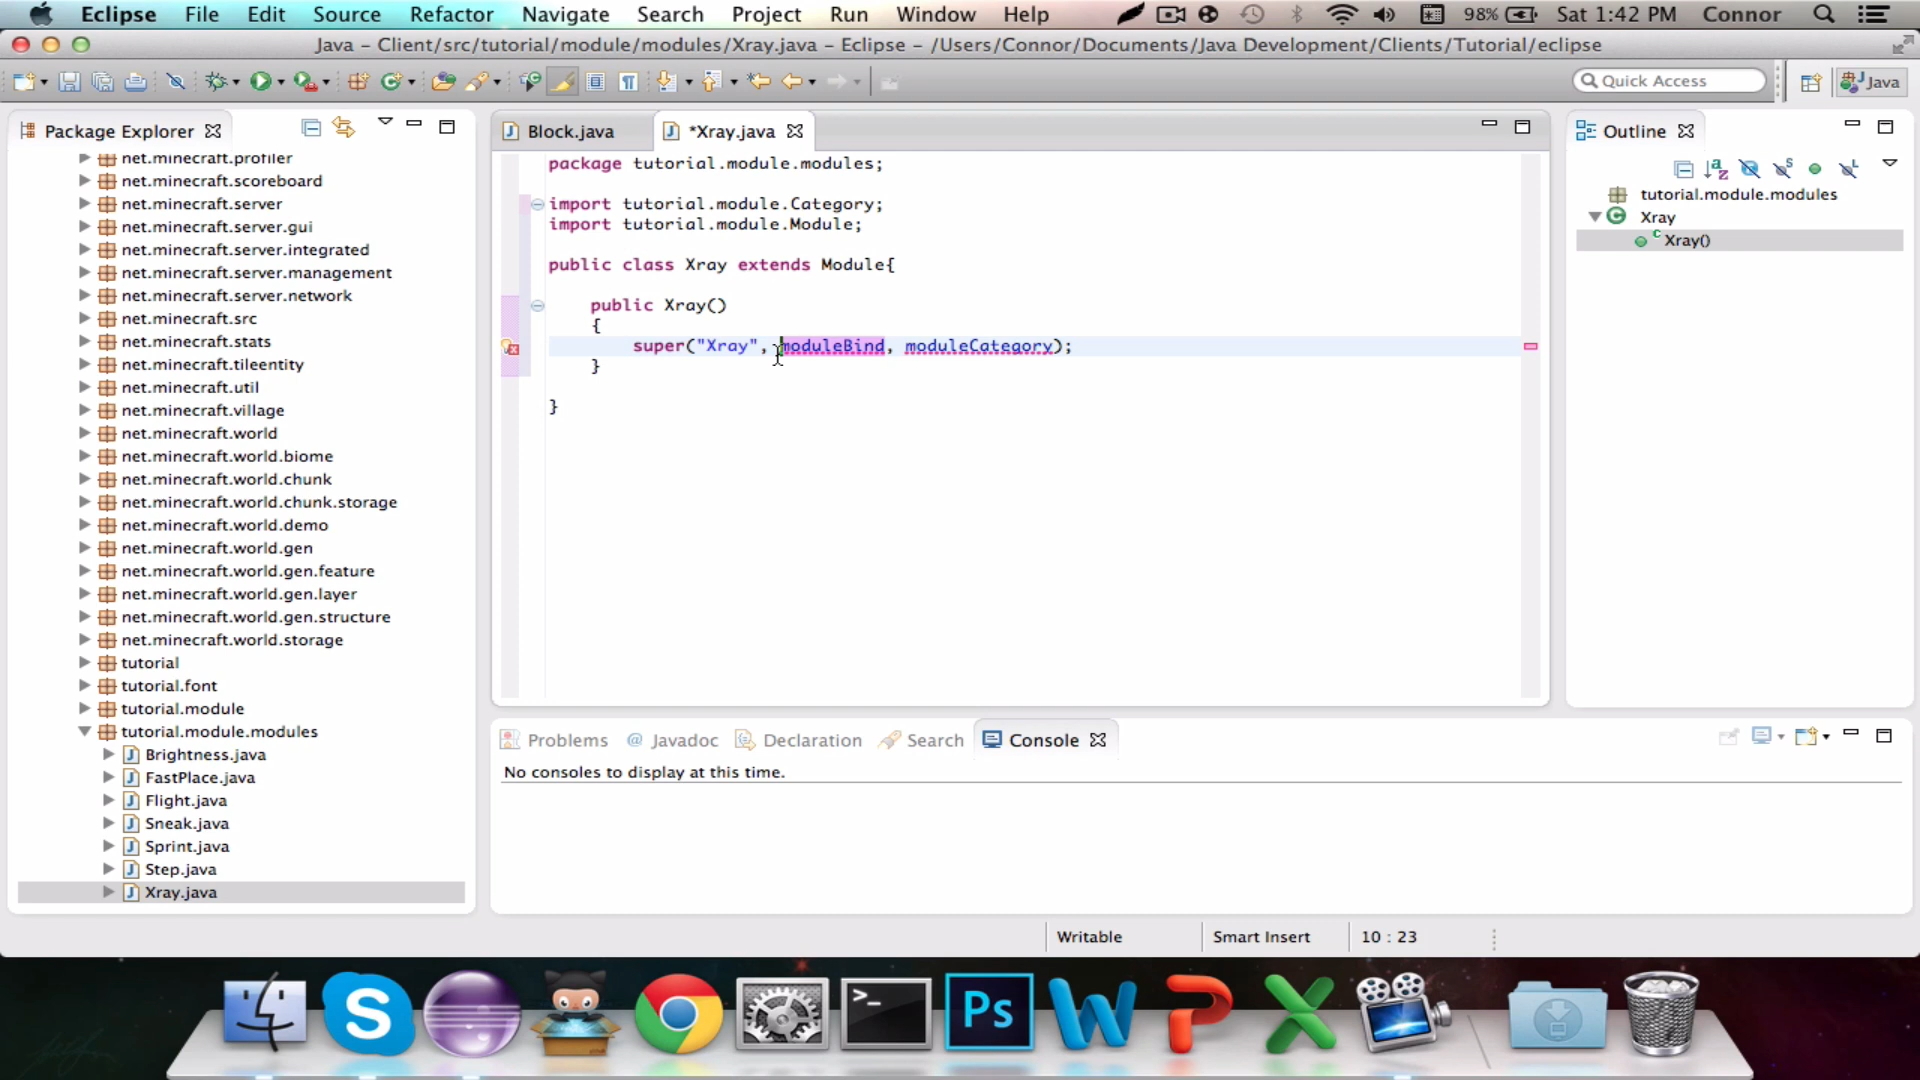 Eclipse File Edit Source Refactor Navigate Search Project Run Window Help 98% Sat 1:42 PM Connor
Java – Client/src/tutorial/module/modules/Xray.java – Eclipse – /Users/Connor/Documents/Java Development/Clients/Tutorial/eclipse
Quick Access Java
Package Explorer
net.minecraft.profiler
net.minecraft.scoreboard
net.minecraft.server
net.minecraft.server.gui
net.minecraft.server.integrated
net.minecraft.server.management
net.minecraft.server.network
net.minecraft.src
net.minecraft.stats
net.minecraft.tileentity
net.minecraft.util
net.minecraft.village
net.minecraft.world
net.minecraft.world.biome
net.minecraft.world.chunk
net.minecraft.world.chunk.storage
net.minecraft.world.demo
net.minecraft.world.gen
net.minecraft.world.gen.feature
net.minecraft.world.gen.layer
net.minecraft.world.gen.structure
net.minecraft.world.storage
tutorial
tutorial.font
tutorial.module
tutorial.module.modules
Brightness.java
FastPlace.java
Flight.java
Sneak.java
Sprint.java
Step.java
Xray.java
Block.java *Xray.java
package tutorial.module.modules;
import tutorial.module.Category;
import tutorial.module.Module;
public class Xray extends Module{
public Xray()
{
super("Xray", moduleBind, moduleCategory);
}
}
Outline
tutorial.module.modules
Xray
Xray()
Problems @ Javadoc Declaration Search Console
No consoles to display at this time.
Writable Smart Insert 10 : 23
Ps